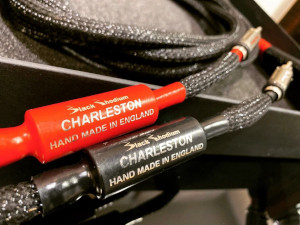 Black Rhodium
CHARLESTON
HAND MADE IN ENGLAND
Black Rhodium
CHARLESTON
HAND MADE IN ENGLAND